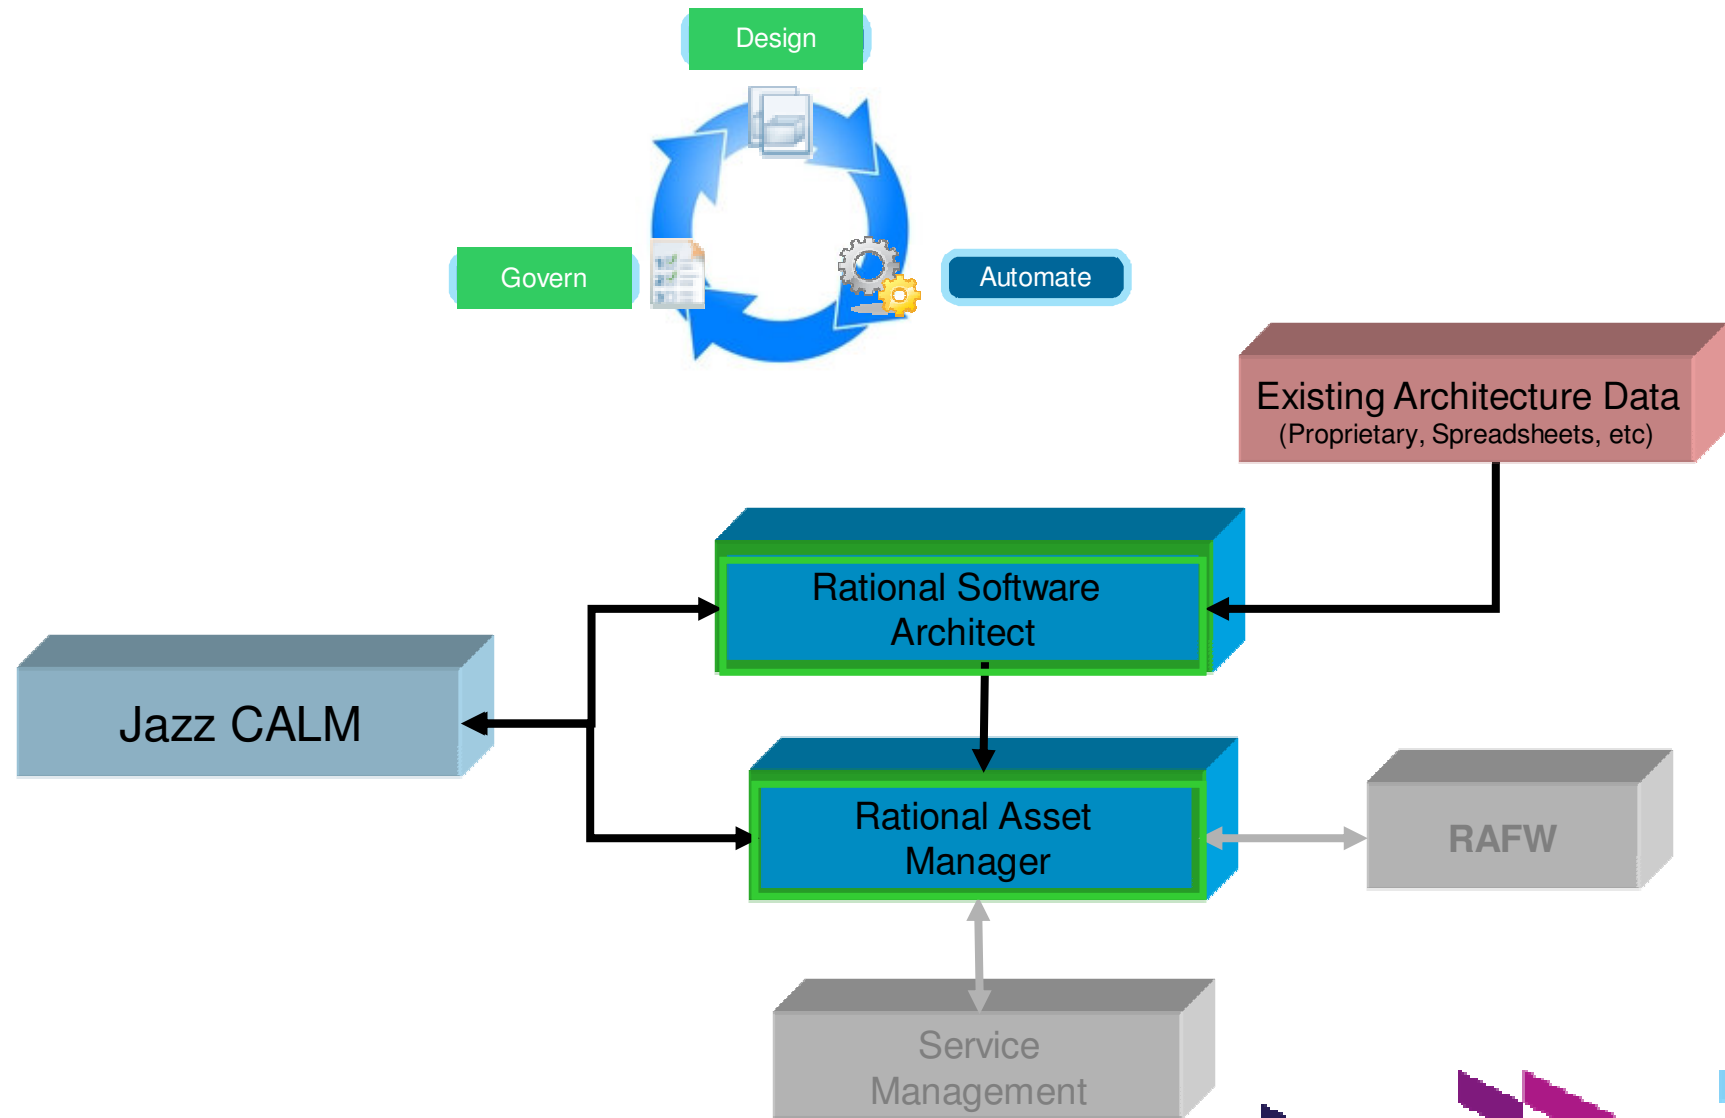 Design
Govern
Automate
Existing Architecture Data
(Proprietary, Spreadsheets, etc)
Rational Software
Architect
Jazz CALM
Rational Asset
Manager
RAFW
Service
Management